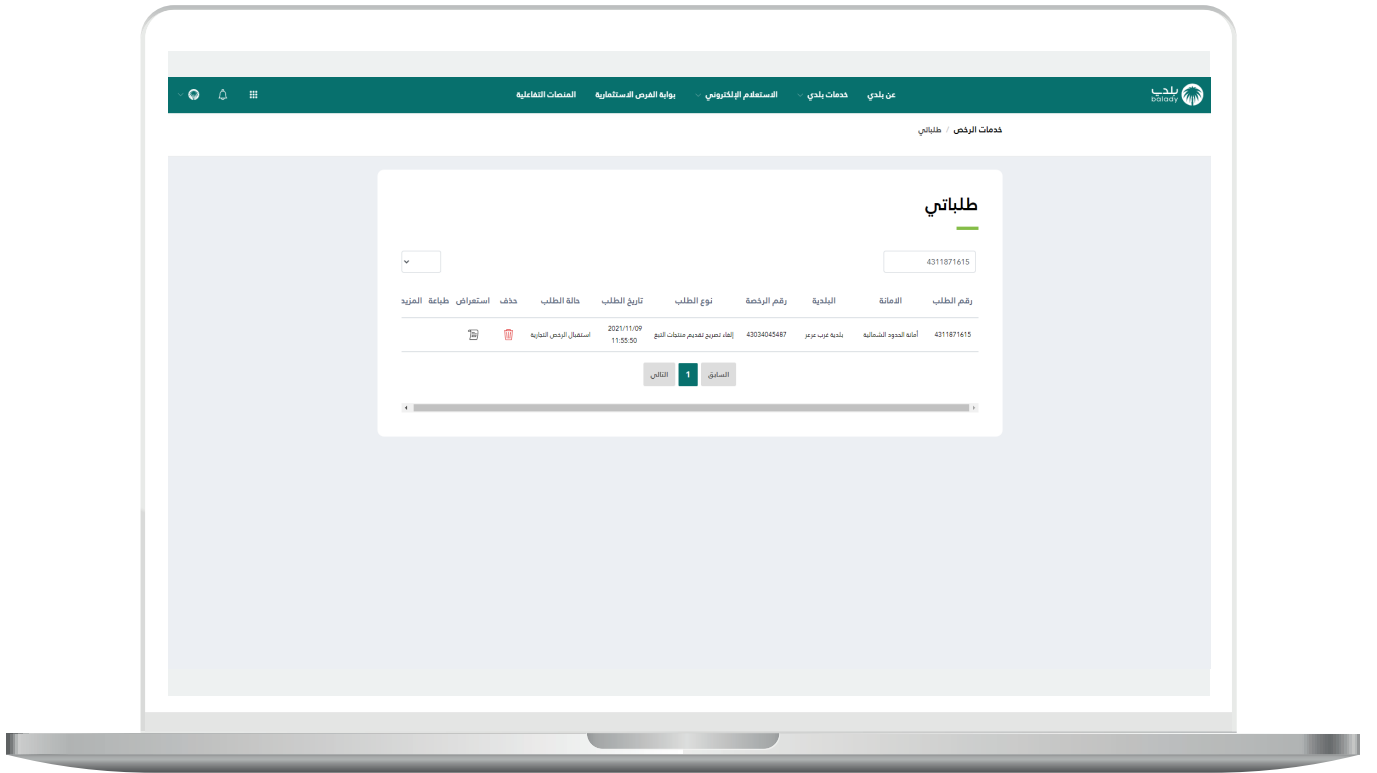 بلدي
balady
عن بلدي خدمات بلدي الاستعلام الإلكتروني بوابة الفرص الاستثمارية المنصات التفاعلية
خدمات الرخص / طلباتي
طلباتي
4311871615
رقم الطلب الامانة البلدية رقم الرخصة نوع الطلب تاريخ الطلب حالة الطلب حذف استعراض طباعة المزيد
4311871615 أمانة الحدود الشمالية بلدية غرب عرعر 43034045487 إلغاء تصريح تقديم منتجات التبغ 2021/11/09 استقبال الرخص التجارية
11:55:50
السابق 1 التالي